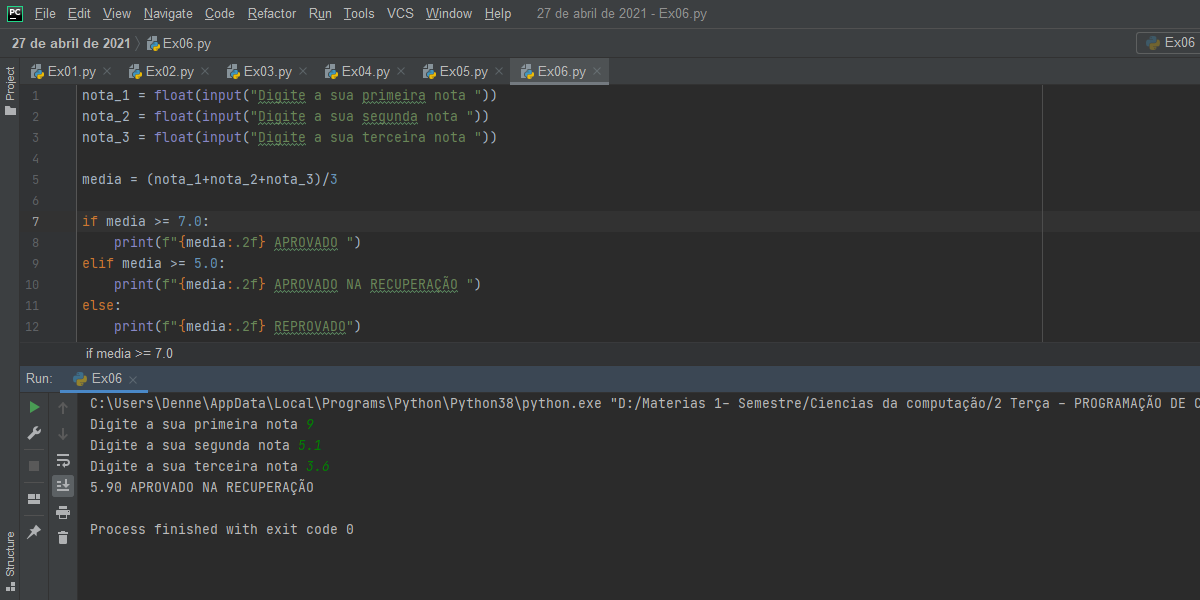 PC File Edit View Navigate Code Refactor Run Tools VCS Window Help 27 de abril de 2021 - Ex06.py
27 de abril de 2021 Ex06.py Ex06
Project
Ex01.py Ex02.py Ex03.py Ex04.py Ex05.py Ex06.py
1 nota_1 = float(input("Digite a sua primeira nota "))
2 nota_2 = float(input("Digite a sua segunda nota "))
3 nota_3 = float(input("Digite a sua terceira nota "))
4
5 media = (nota_1+nota_2+nota_3)/3
6
7 if media >= 7.0:
8 print(f"{media:.2f} APROVADO ")
9 elif media >= 5.0:
10 print(f"{media:.2f} APROVADO NA RECUPERAÇÃO ")
11 else:
12 print(f"{media:.2f} REPROVADO")
if media >= 7.0
Run: Ex06
C:\Users\Denne\AppData\Local\Programs\Python\Python38\python.exe "D:/Materias 1- Semestre/Ciencias da computação/2 Terça - PROGRAMAÇÃO DE C
Digite a sua primeira nota 9
Digite a sua segunda nota 5.1
Digite a sua terceira nota 3.6
5.90 APROVADO NA RECUPERAÇÃO
Process finished with exit code 0
Structure